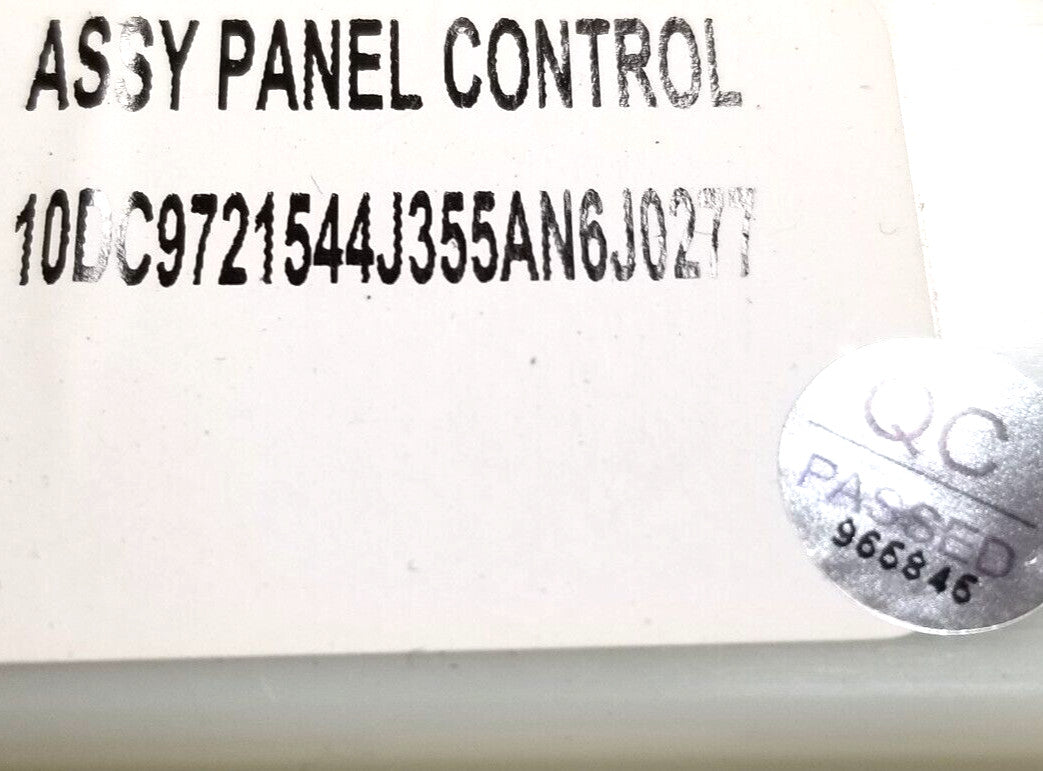 ASSY PANEL CONTROL
10DC9721544J355AN6J0277
QC
PASSED
966846